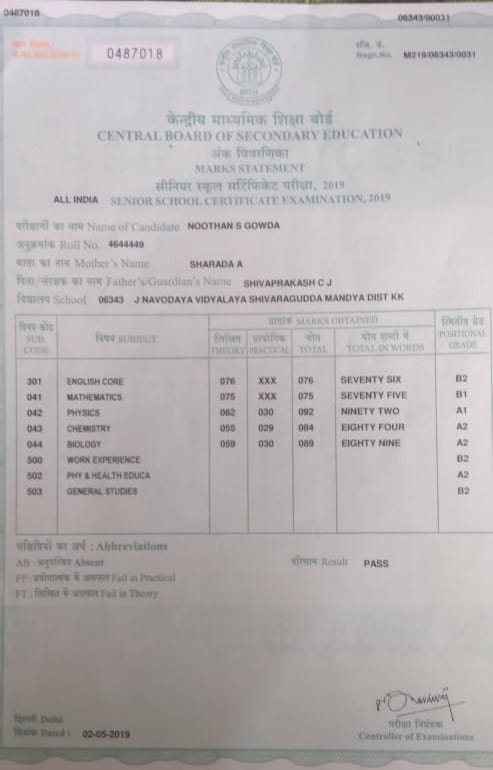 0487018
06343/00031
क्रम संख्या
S.No.
0487018
रजि. नं.
Regn.No. M219/06343/0031
केन्द्रीय माध्यमिक शिक्षा बोर्ड
CENTRAL BOARD OF SECONDARY EDUCATION
अंक विवरणिका
MARKS STATEMENT
सीनियर स्कूल सर्टिफिकेट परीक्षा, 2019
ALL INDIA SENIOR SCHOOL CERTIFICATE EXAMINATION, 2019
परीक्षार्थी का नाम Name of Candidate NOOTHAN S GOWDA
अनुक्रमांक Roll No. 4644449
माता का नाम Mother's Name SHARADA A
पिता/संरक्षक का नाम Father's/Guardian's Name SHIVAPRAKASH C J
विद्यालय School 06343 J NAVODAYA VIDYALAYA SHIVARAGUDDA MANDYA DIST KK
विषय कोड SUB. CODE
विषय SUBJECT
प्राप्तांक MARKS OBTAINED
लिखित THEORY
प्रायोगिक PRACTICAL
योग TOTAL
योग शब्दों में TOTAL IN WORDS
स्थितीय ग्रेड POSITIONAL GRADE
301 ENGLISH CORE 076 XXX 076 SEVENTY SIX B2
041 MATHEMATICS 075 XXX 075 SEVENTY FIVE B1
042 PHYSICS 062 030 092 NINETY TWO A1
043 CHEMISTRY 055 029 084 EIGHTY FOUR A2
044 BIOLOGY 059 030 089 EIGHTY NINE A2
500 WORK EXPERIENCE B2
502 PHY & HEALTH EDUCA A2
503 GENERAL STUDIES B2
संक्षिप्तियों का अर्थ : Abbreviations
AB : अनुपस्थित Absent
परिणाम Result PASS
FP : प्रयोगात्मक में असफल Fail in Practical
FT : लिखित में असफल Fail in Theory
दिल्ली Delhi
दिनांक Dated : 02-05-2019
परीक्षा नियंत्रक
Controller of Examinations